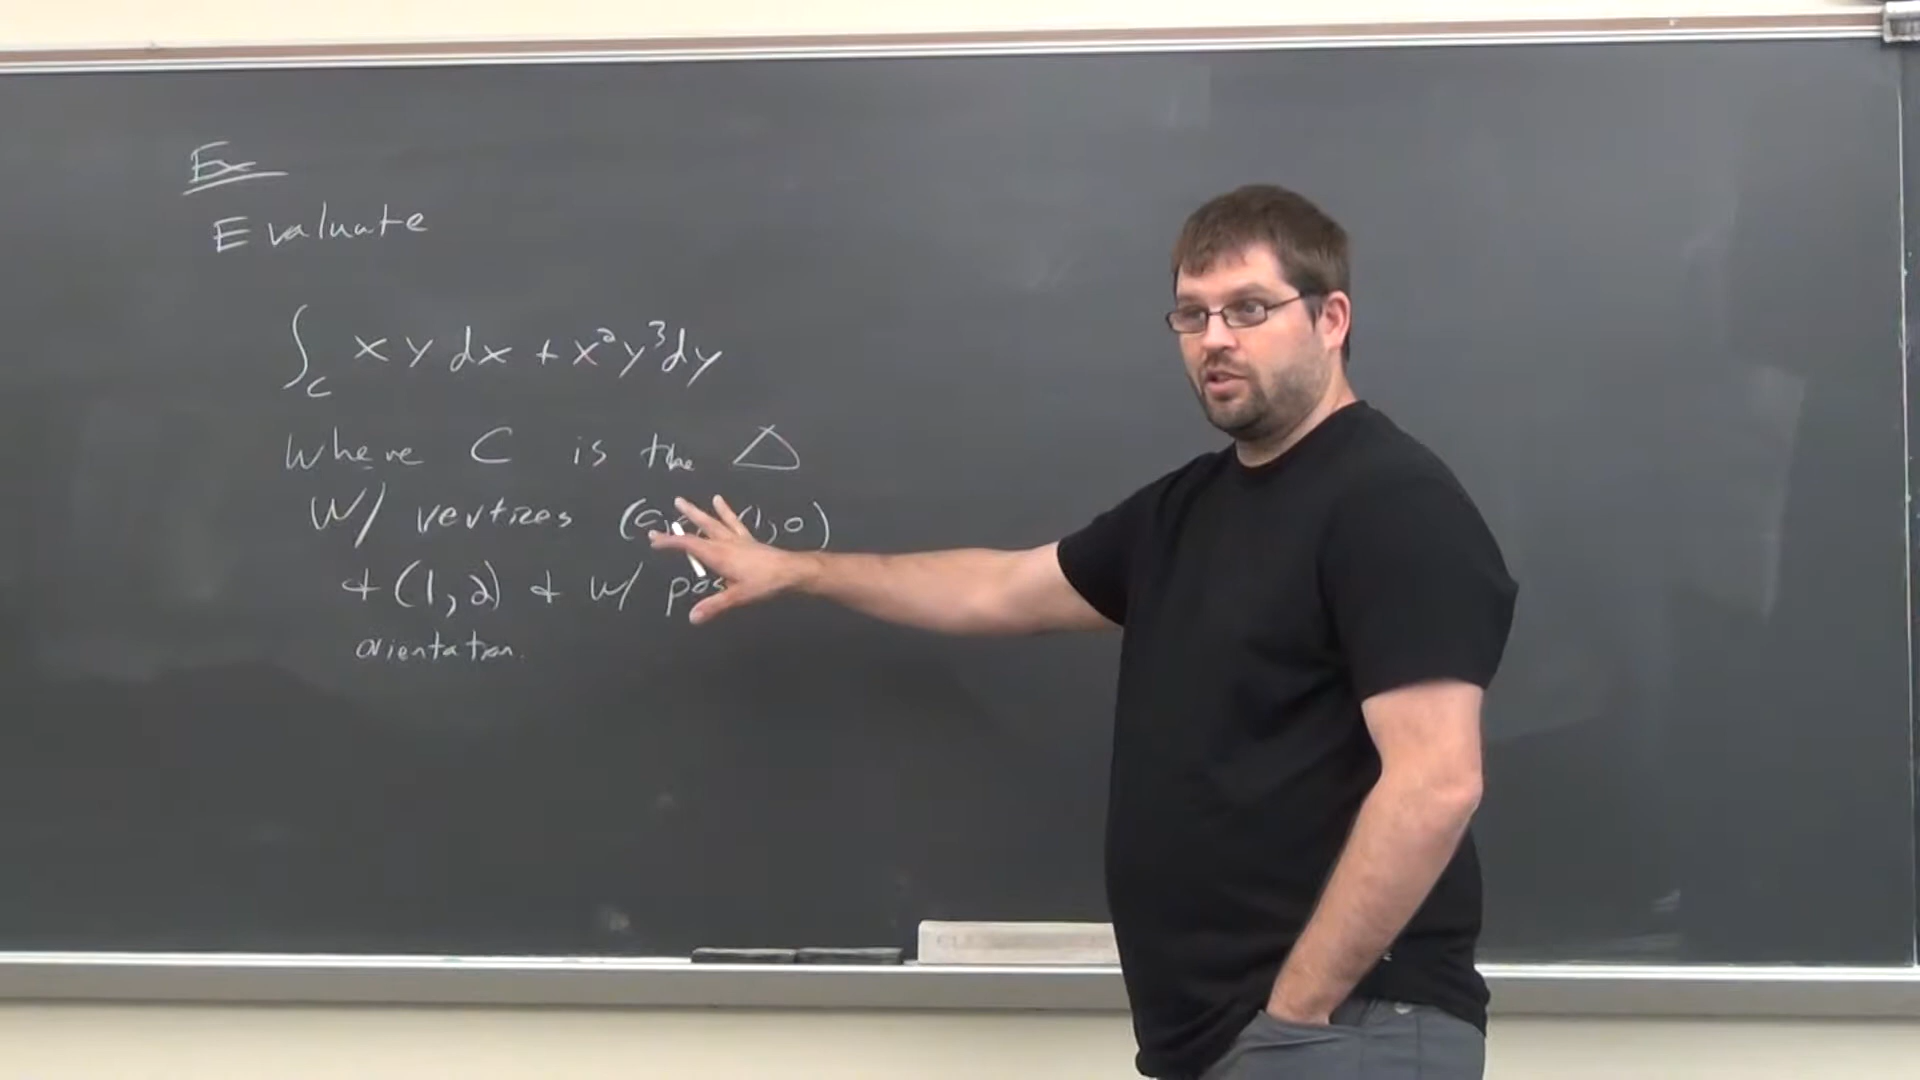 Ex
Evaluate
∫_C xy dx + x²y³dy
where C is the △
w/ vertices (1,0)
+ (1,2) + w/ pos
orientation.